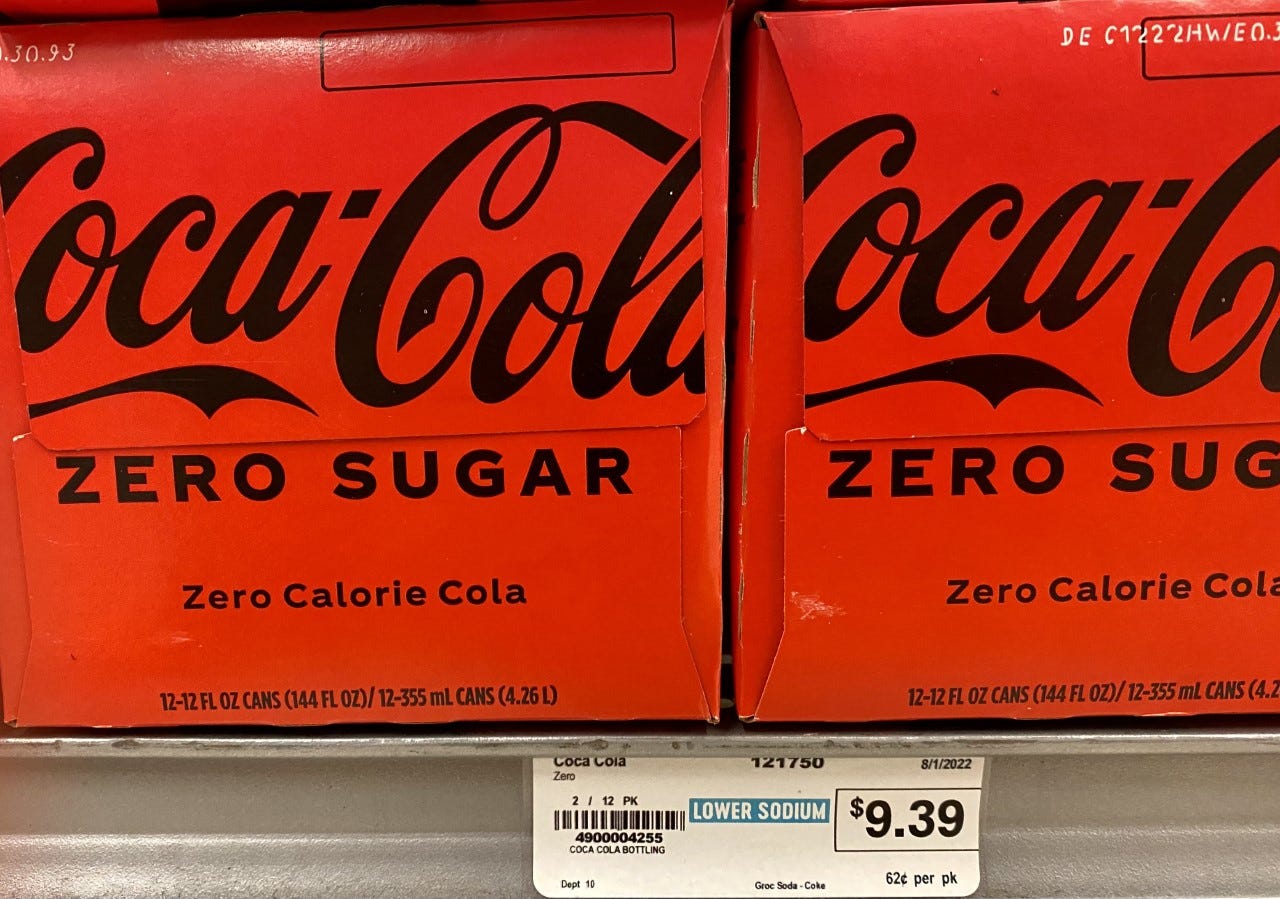 .30.93
Coca-Cola
ZERO SUGAR
Zero Calorie Cola
12-12 FL OZ CANS (144 FL OZ)/ 12-355 mL CANS (4.26 L)
DE C1222HW/E0.3
Coca-C
ZERO SUG
Zero Calorie Cola
12-12 FL OZ CANS (144 FL OZ)/ 12-355 mL CANS (4.2
Coca Cola 121750 8/1/2022
Zero
2 / 12 PK
LOWER SODIUM
$9.39
4900004255
COCA COLA BOTTLING
Dept 10
Groc Soda - Coke
62¢ per pk